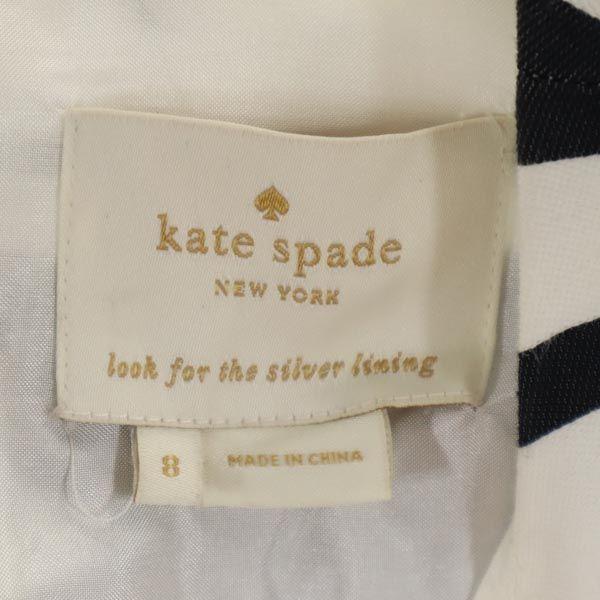 kate spade
NEW YORK
look for the silver lining
8
MADE IN CHINA